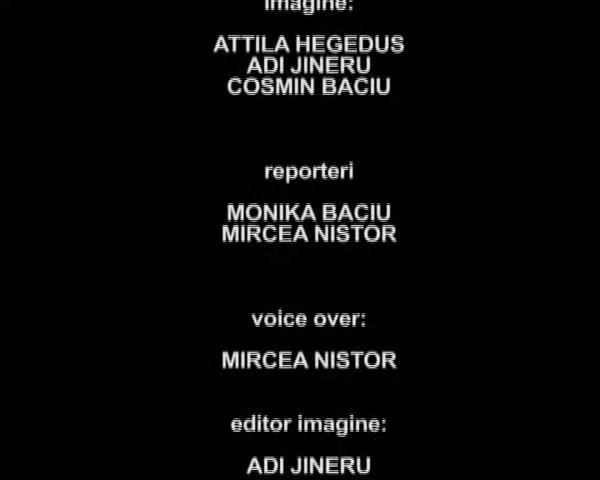 imagine:
ATTILA HEGEDUS
ADI JINERU
COSMIN BACIU
reporteri
MONIKA BACIU
MIRCEA NISTOR
voice over:
MIRCEA NISTOR
editor imagine:
ADI JINERU